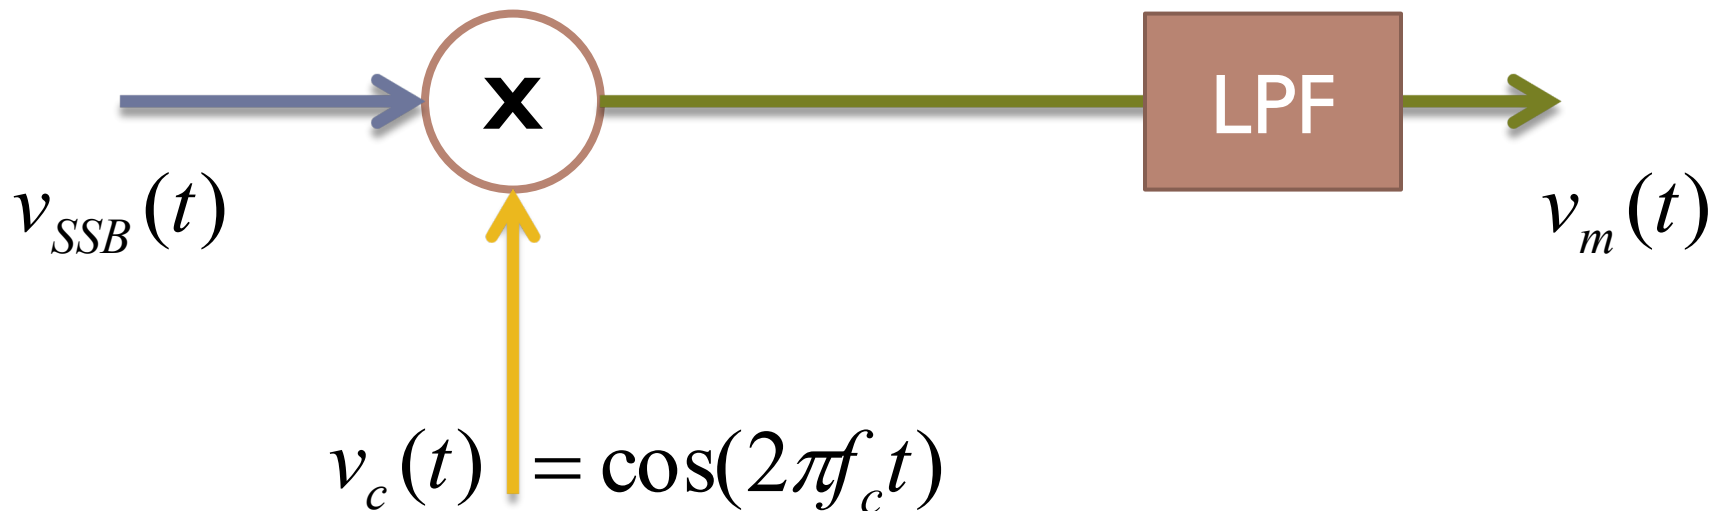 x
LPF
v_SSB(t)
v_m(t)
v_c(t) = cos(2πf_c t)